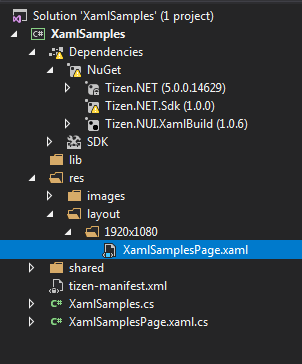 Solution 'XamlSamples' (1 project)
C# XamlSamples
Dependencies
NuGet
Tizen.NET (5.0.0.14629)
Tizen.NET.Sdk (1.0.0)
Tizen.NUI.XamlBuild (1.0.6)
SDK
lib
res
images
layout
1920x1080
XamlSamplesPage.xaml
shared
tizen-manifest.xml
C# XamlSamples.cs
C# XamlSamplesPage.xaml.cs